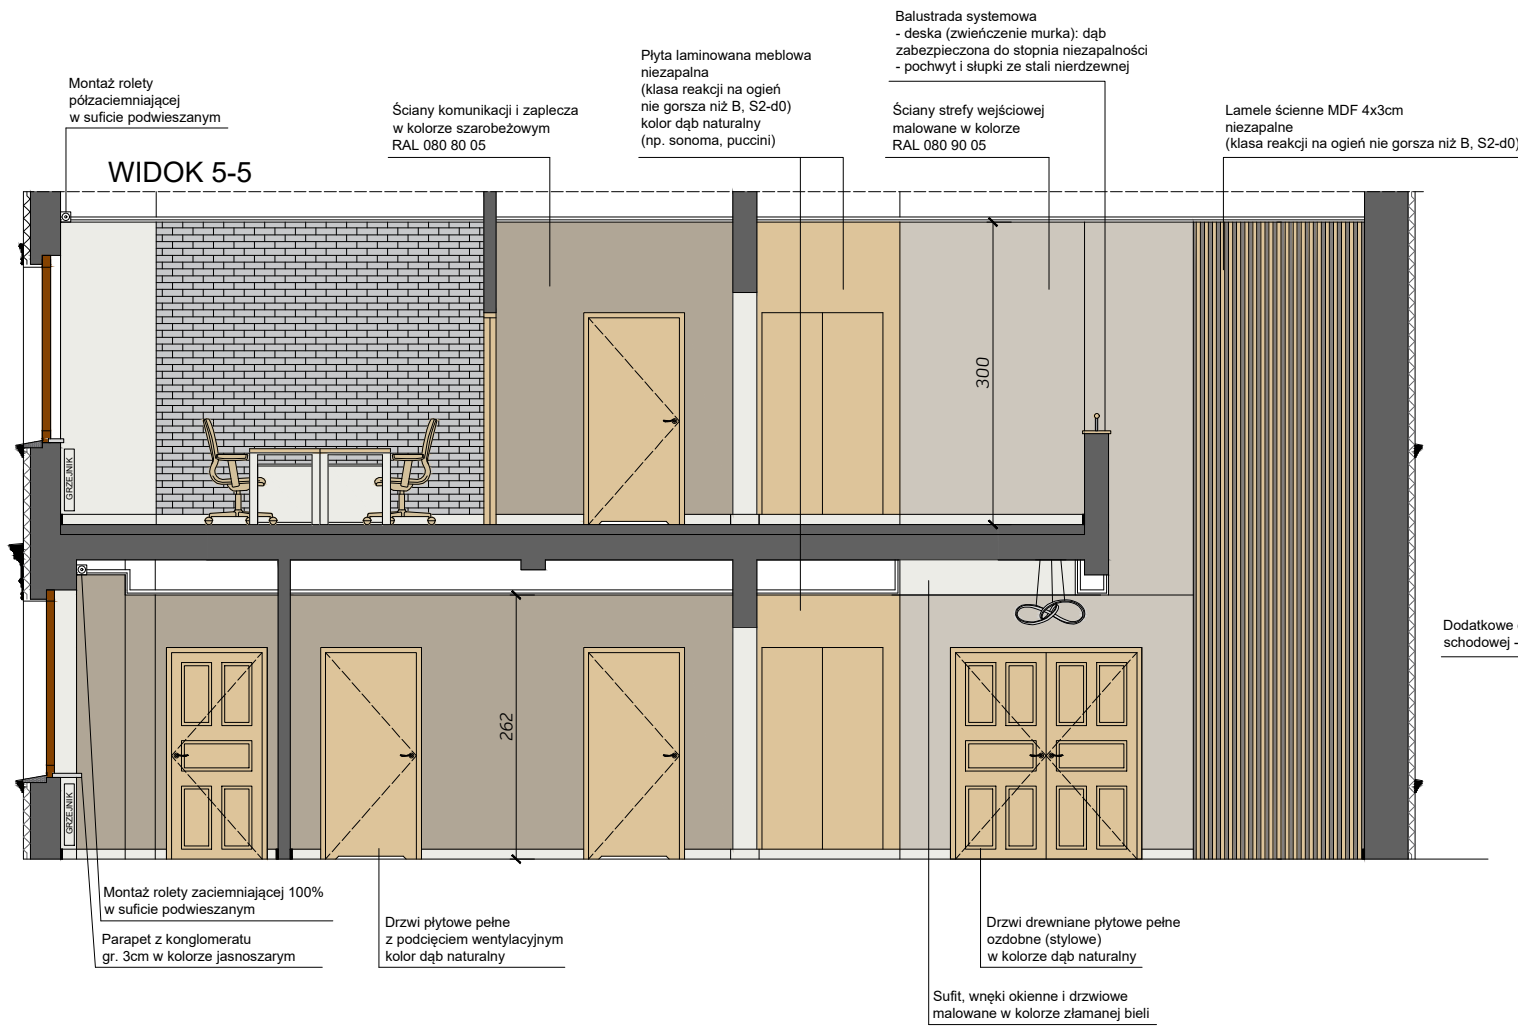 Balustrada systemowa
- deska (zwieńczenie murka): dąb
zabezpieczona do stopnia niezapalności
- pochwyt i słupki ze stali nierdzewnej
Płyta laminowana meblowa
niezapalna
(klasa reakcji na ogień
nie gorsza niż B, S2-d0)
kolor dąb naturalny
(np. sonoma, puccini)
Montaż rolety
półzaciemniającej
w suficie podwieszanym
Ściany komunikacji i zaplecza
w kolorze szarobeżowym
RAL 080 80 05
Ściany strefy wejściowej
malowane w kolorze
RAL 080 90 05
Lamele ścienne MDF 4x3cm
niezapalne
(klasa reakcji na ogień nie gorsza niż B, S2-d0)
WIDOK 5-5
300
GRZEJNIK
Dodatkowe
schodowej -
262
GRZEJNIK
Montaż rolety zaciemniającej 100%
w suficie podwieszanym
Parapet z konglomeratu
gr. 3cm w kolorze jasnoszarym
Drzwi płytowe pełne
z podcięciem wentylacyjnym
kolor dąb naturalny
Drzwi drewniane płytowe pełne
ozdobne (stylowe)
w kolorze dąb naturalny
Sufit, wnęki okienne i drzwiowe
malowane w kolorze złamanej bieli